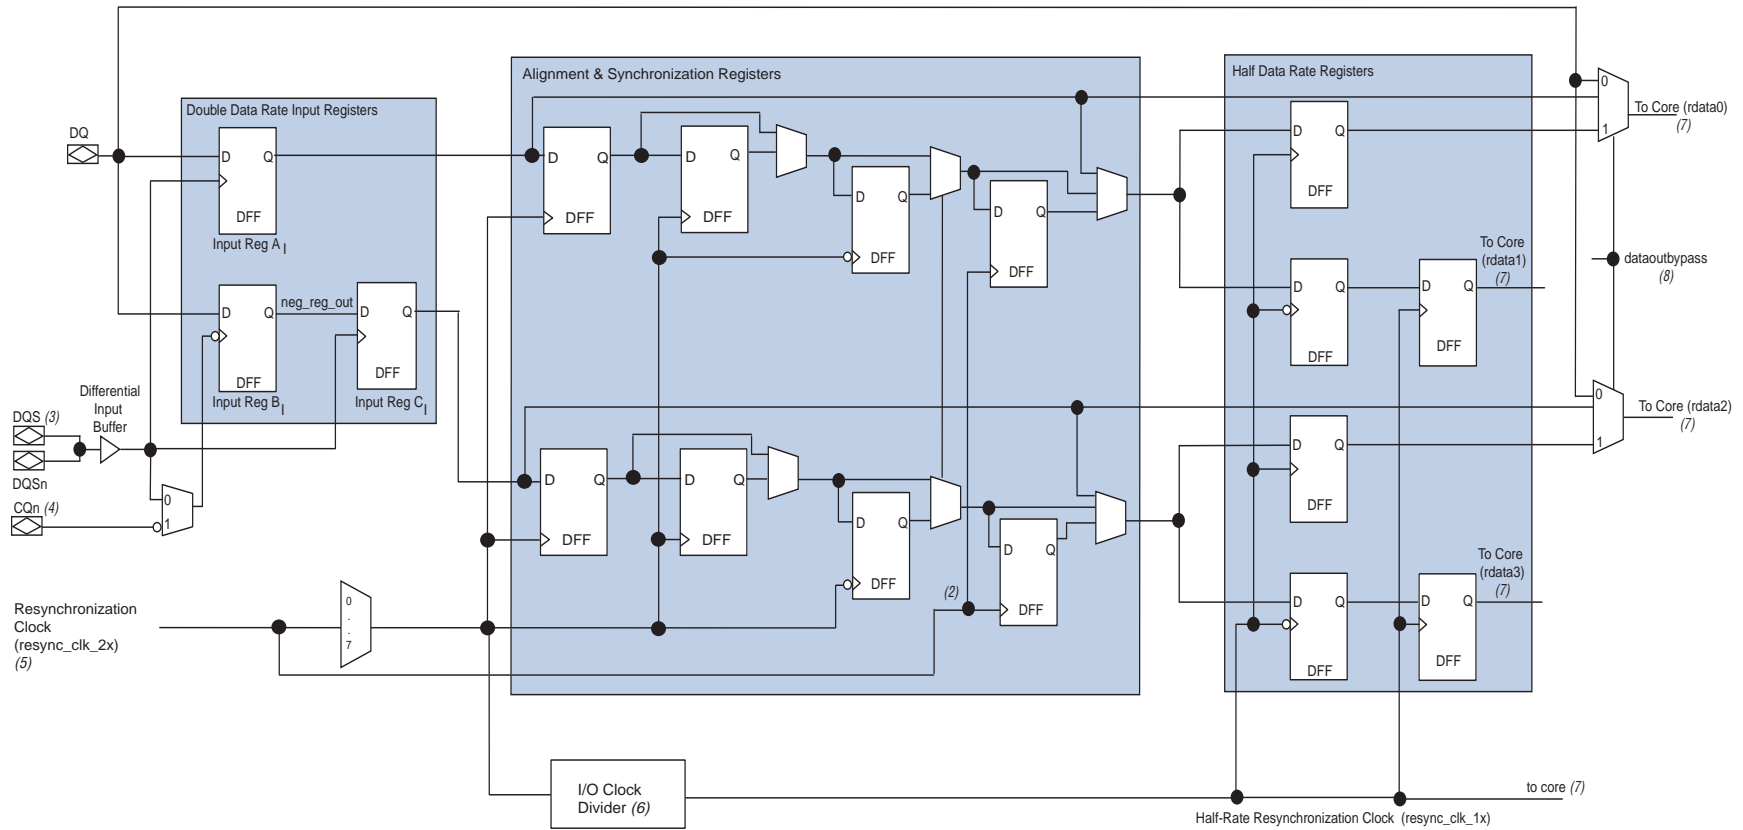 Alignment & Synchronization Registers
Half Data Rate Registers
Double Data Rate Input Registers
DQ
D Q
DFF
Input Reg A I
D Q
DFF
Input Reg B I
neg_reg_out
D Q
DFF
Input Reg C I
Differential
Input
Buffer
DQS (3)
DQSn
CQn (4)
0
1
D Q
DFF
D Q
DFF
D Q
DFF
D Q
DFF
D Q
DFF
D Q
DFF
D Q
DFF
D Q
DFF
(2)
Resynchronization
Clock
(resync_clk_2x)
(5)
0
.
.
7
I/O Clock
Divider (6)
D Q
DFF
D Q
DFF
D Q
DFF
D Q
DFF
D Q
DFF
D Q
DFF
0
1
To Core (rdata0)
(7)
To Core
(rdata1)
(7)
dataoutbypass
(8)
0
1
To Core (rdata2)
(7)
To Core
(rdata3)
(7)
to core (7)
Half-Rate Resynchronization Clock (resync_clk_1x)